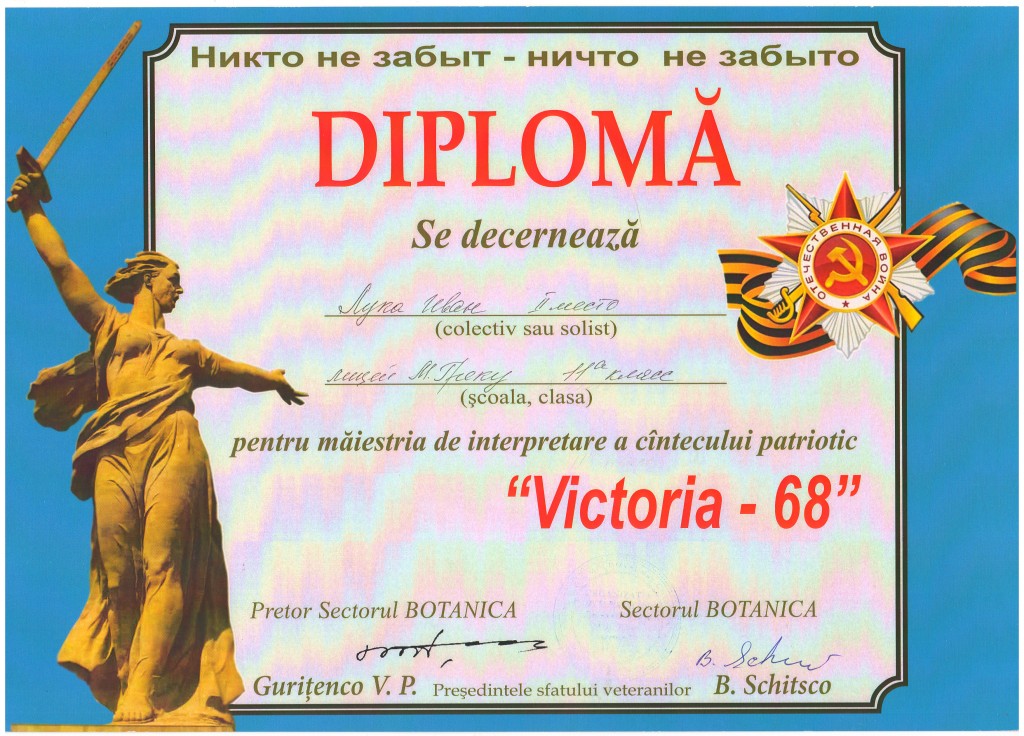 Никто не забыт - ничто не забыто
DIPLOMĂ
Se decernează
ОТЕЧЕСТВЕННАЯ ВОЙНА
Лука Иван II место
(colectiv sau solist)
лицей М. Греку 11а класс
(şcoala, clasa)
pentru măiestria de interpretare a cîntecului patriotic
“Victoria - 68”
Pretor Sectorul BOTANICA Sectorul BOTANICA
B.
Guriţenco V. P. Preşedintele sfatului veteranilor B. Schitsco